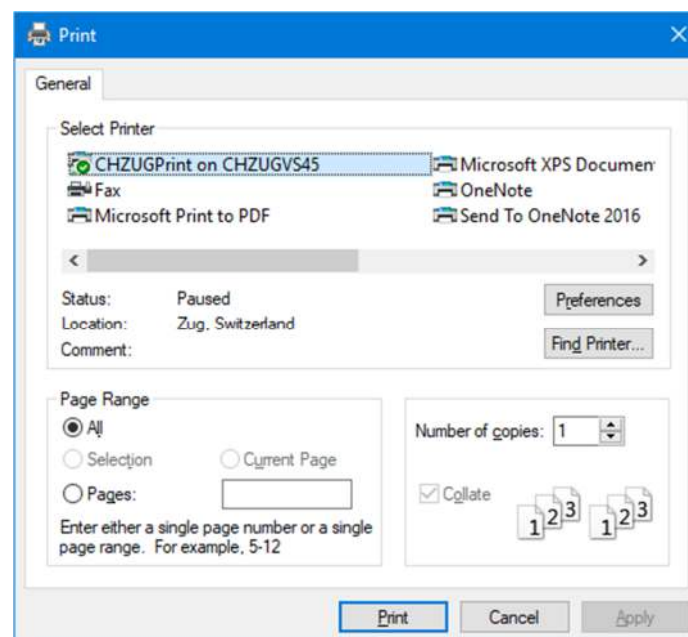 Print
General
Select Printer
CHZUGPrint on CHZUGVS45
Microsoft XPS Documen
Fax
OneNote
Microsoft Print to PDF
Send To OneNote 2016
Status: Paused
Preferences
Location: Zug, Switzerland
Comment:
Find Printer...
Page Range
All
Selection
Current Page
Pages:
Enter either a single page number or a single
page range. For example, 5-12
Number of copies: 1
Collate
1 2 3 1 2 3
Print
Cancel
Apply